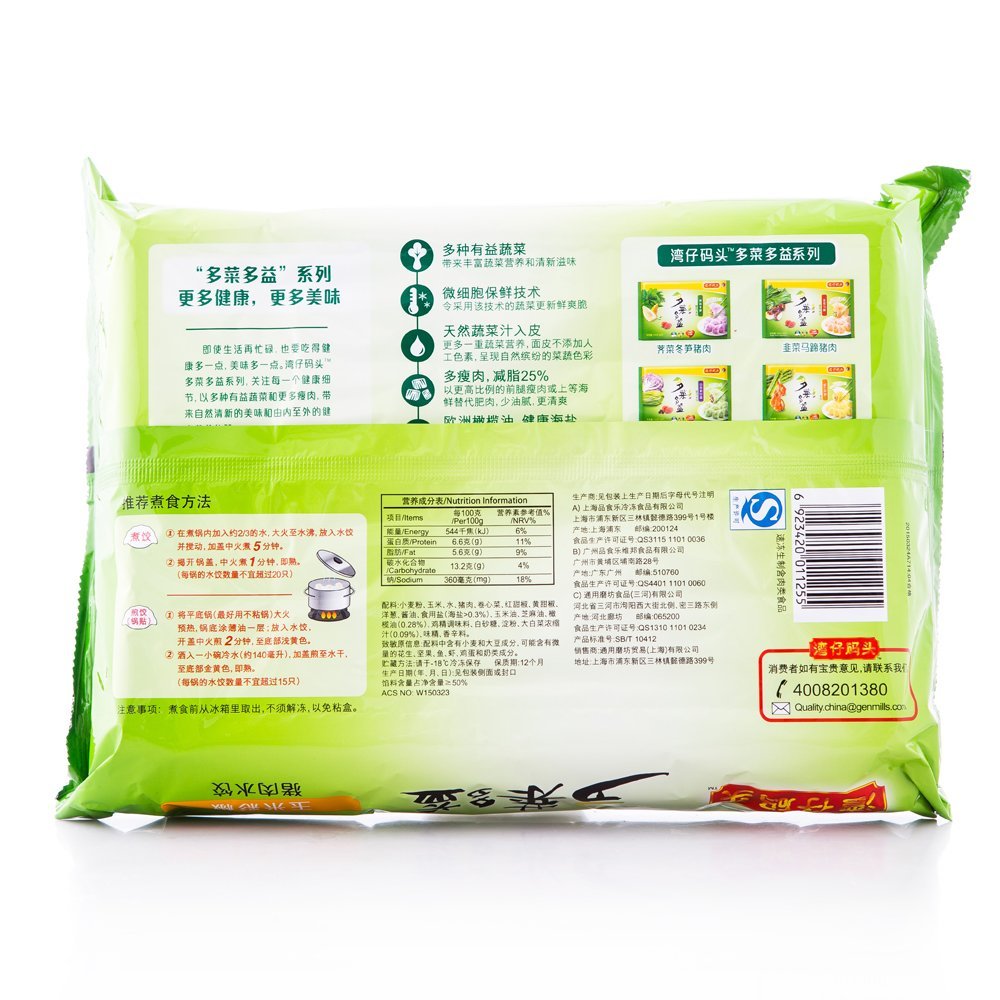 “多菜多益”系列
更多健康，更多美味
即使生活再忙碌，也要吃得健
康多一点，美味多一点。湾仔码头™
多菜多益系列，关注每一个健康细
节，以多种有益蔬菜和更多瘦肉，带
来自然清新的美味和由内至外的健
多种有益蔬菜
带来丰富蔬菜营养和清新滋味
微细胞保鲜技术
令采用该技术的蔬菜更新鲜爽脆
天然蔬菜汁入皮
更多一重蔬菜营养，面皮不添加人
工色素，呈现自然缤纷的菜蔬色彩
多瘦肉，减脂25%
以更高比例的前腿瘦肉或上等海
鲜替代肥肉，少油腻，更清爽
欧洲橄榄油，健康海盐
湾仔码头™多菜多益系列
荠菜冬笋猪肉
韭菜马蹄猪肉
推荐煮食方法
煮饺
①在煮锅内加入约2/3的水，大火至水沸，放入水饺
并搅动，加盖中火煮5分钟。
②揭开锅盖，中火煮1分钟，即熟。
（每锅的水饺数量不宜超过20只）
煎饺
锅贴
①将平底锅（最好用不粘锅）大火
预热，锅底涂薄油一层；放入水饺，
开中小火煎2分钟，至底部浅黄色。
②洒入一小碗冷水（约140毫升），加盖煎至水干，
至底部金黄色，即熟。
（每锅的水饺数量不宜超过15只）
注意事项：煮食前从冰箱里取出，不须解冻，以免粘盒。
营养成分表/Nutrition Information
项目/Items 每100克/Per100g 营养素参考值%/NRV%
能量/Energy 544千焦(kJ) 6%
蛋白质/Protein 6.6克(g) 11%
脂肪/Fat 5.6克(g) 9%
碳水化合物/Carbohydrate 13.2克(g) 4%
钠/Sodium 360毫克(mg) 18%
配料：小麦粉、玉米、水、猪肉、卷心菜、红甜椒、黄甜椒、
洋葱、酱油、食用盐(海盐>0.3%)、玉米油、芝麻油、橄
榄油(0.28%)、鸡精调味料、白砂糖、淀粉、大白菜浓缩
汁(0.09%)、味精、香辛料。
致敏原信息：配料中含有小麦和大豆成分，可能含有微
量的花生、坚果、鱼、虾、鸡蛋和奶类成分。
贮藏方法：请于-18℃冷冻保存 保质期：12个月
生产日期(年、月、日)：见包装侧面或封口
馅料含量占净含量≥50%
ACS NO: W150323
生产商：见包装上生产日期后字母代号注明
A) 上海品食乐冷冻食品有限公司
上海市浦东新区三林镇懿德路399号1号楼
产地：上海浦东 邮编：200124
食品生产许可证号：QS3115 1101 0036
B) 广州品食乐维邦食品有限公司
广州市黄埔区埔南路28号
产地：广东广州 邮编：510760
食品生产许可证号：QS4401 1101 0060
C) 通用磨坊食品(三河)有限公司
河北省三河市泃阳西大街北侧、密三路东侧
产地：河北廊坊 邮编：065200
食品生产许可证号：QS1310 1101 0234
产品标准号：SB/T 10412
销售商：通用磨坊贸易(上海)有限公司
地址：上海市浦东新区三林镇懿德路399号
生产许可
速冻生制含肉类食品
6923420011255
湾仔码头
消费者如有宝贵意见，请联系我们
4008201380
Quality.china@genmills.com
猪肉水饺
多菜多益
湾仔码头™